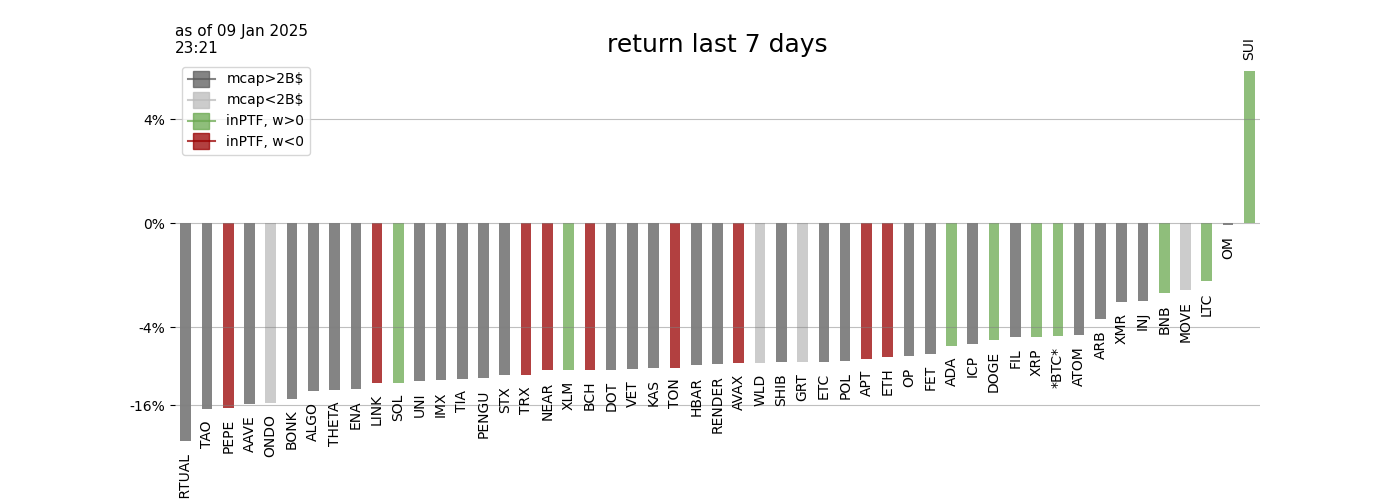 as of 09 Jan 2025
23:21
return last 7 days
mcap>2B$
mcap<2B$
inPTF, w>0
inPTF, w<0
4%
0%
-4%
-16%
RTUAL
TAO
PEPE
AAVE
ONDO
BONK
ALGO
THETA
ENA
LINK
SOL
UNI
IMX
TIA
PENGU
STX
TRX
NEAR
XLM
BCH
DOT
VET
KAS
TON
HBAR
RENDER
AVAX
WLD
SHIB
GRT
ETC
POL
APT
ETH
OP
FET
ADA
ICP
DOGE
FIL
XRP
*BTC*
ATOM
ARB
XMR
INJ
BNB
MOVE
LTC
OM
SUI